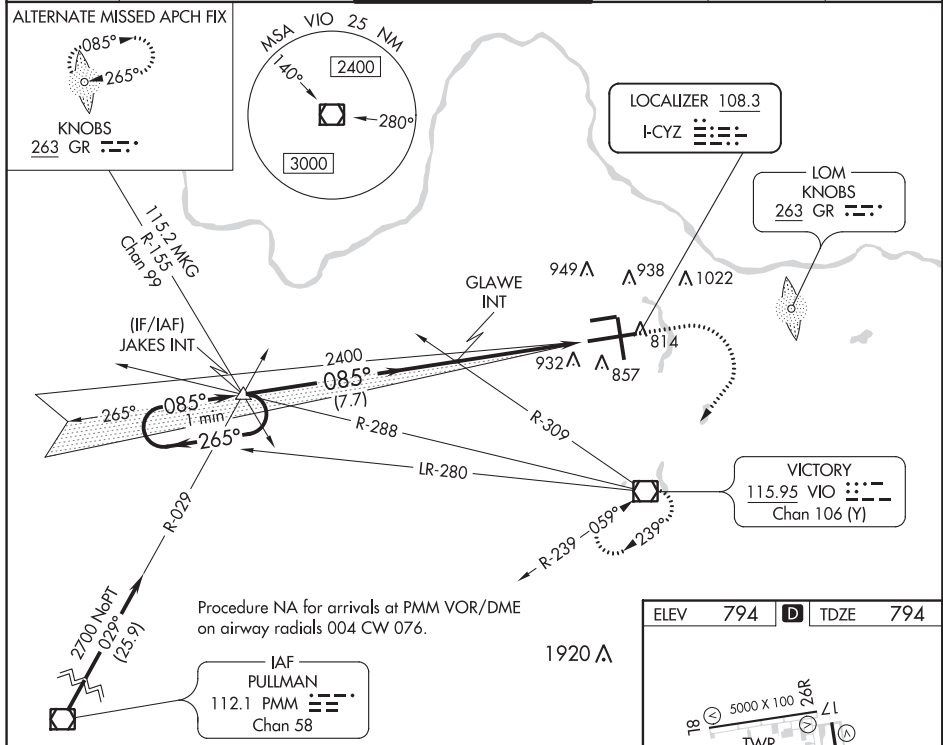 ALTERNATE MISSED APCH FIX
085°
265°
KNOBS
263 GR
MSA VIO 25 NM
140°
2400
280°
3000
LOCALIZER 108.3
I-CYZ
LOM
KNOBS
263 GR
115.2 MKG
R-155
Chan 99
949
938
1022
GLAWE
INT
(IF/IAF)
JAKES INT
814
932
857
2400
085°
(7.7)
265°
085°
1 min
265°
R-288
R-309
LR-280
VICTORY
115.95 VIO
Chan 106 (Y)
R-029
R-239
059°
239°
2700 NoPT
029°
(25.9)
Procedure NA for arrivals at PMM VOR/DME
on airway radials 004 CW 076.
1920
IAF
PULLMAN
112.1 PMM
Chan 58
ELEV 794 D TDZE 794
8L
5000 X 100
26R
17
V
V
V
TWR